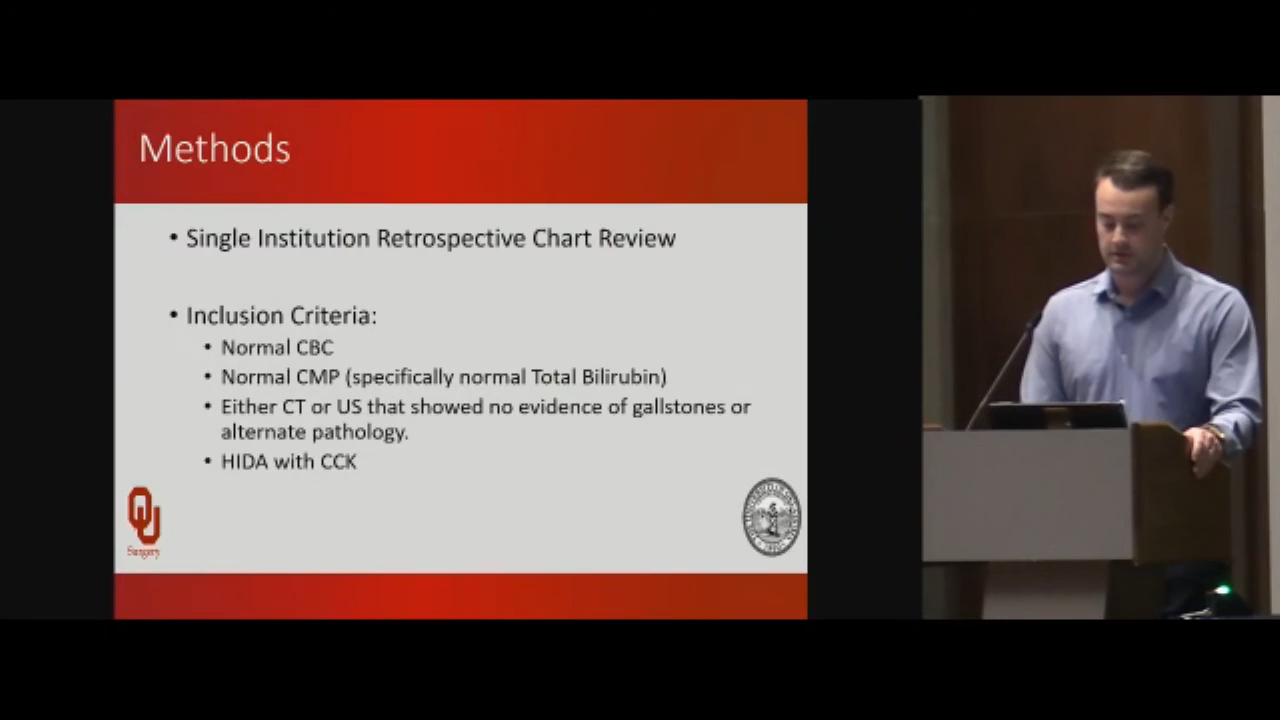 Methods
• Single Institution Retrospective Chart Review
• Inclusion Criteria:
• Normal CBC
• Normal CMP (specifically normal Total Bilirubin)
• Either CT or US that showed no evidence of gallstones or
alternate pathology.
• HIDA with CCK
OU
Surgery